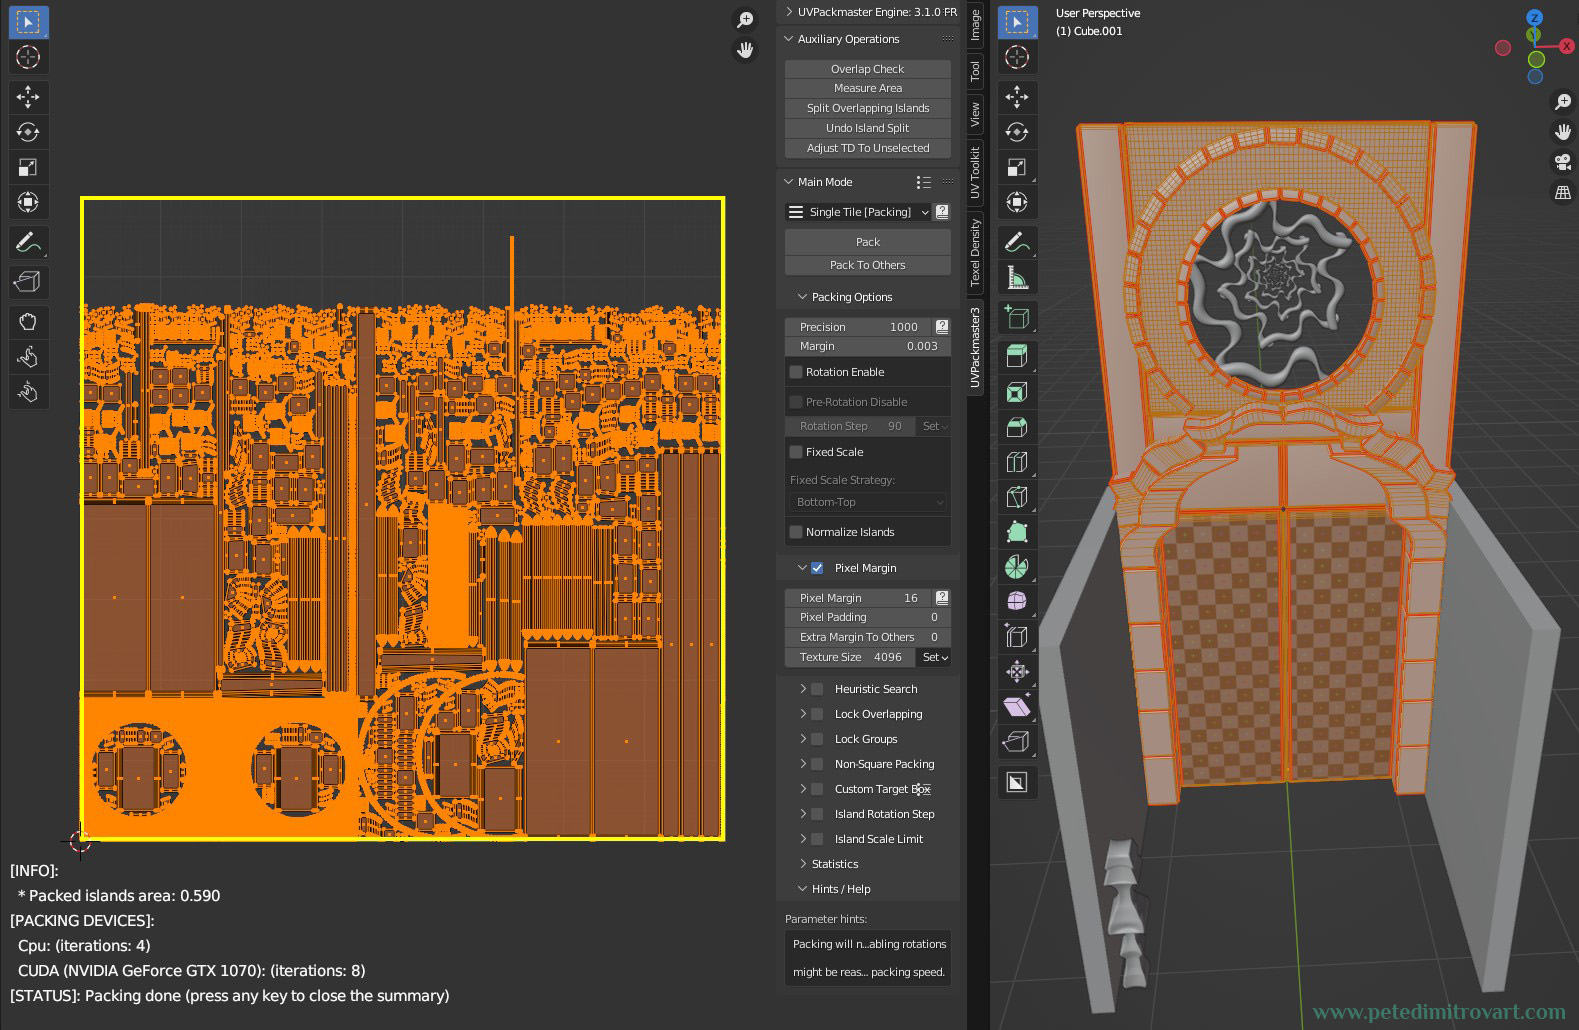 UVPackmaster Engine: 3.1.0 FR
Auxiliary Operations
Overlap Check
Measure Area
Split Overlapping Islands
Undo Island Split
Adjust TD To Unselected
Main Mode
Single Tile [Packing]
Pack
Pack To Others
Packing Options
Precision 1000
Margin 0.003
Rotation Enable
Pre-Rotation Disable
Rotation Step 90 Set
Fixed Scale
Fixed Scale Strategy:
Bottom-Top
Normalize Islands
Pixel Margin
Pixel Margin 16
Pixel Padding 0
Extra Margin To Others 0
Texture Size 4096 Set
Heuristic Search
Lock Overlapping
Lock Groups
Non-Square Packing
Custom Target Box
Island Rotation Step
Island Scale Limit
Statistics
Hints / Help
Parameter hints:
Packing will n...abling rotations
might be reas... packing speed.
Image
Tool
View
UV Toolkit
Texel Density
UVPackmaster3
[INFO]:
* Packed islands area: 0.590
[PACKING DEVICES]:
Cpu: (iterations: 4)
CUDA (NVIDIA GeForce GTX 1070): (iterations: 8)
[STATUS]: Packing done (press any key to close the summary)
User Perspective
(1) Cube.001
Z
Y
X
www.petedimitrovart.com